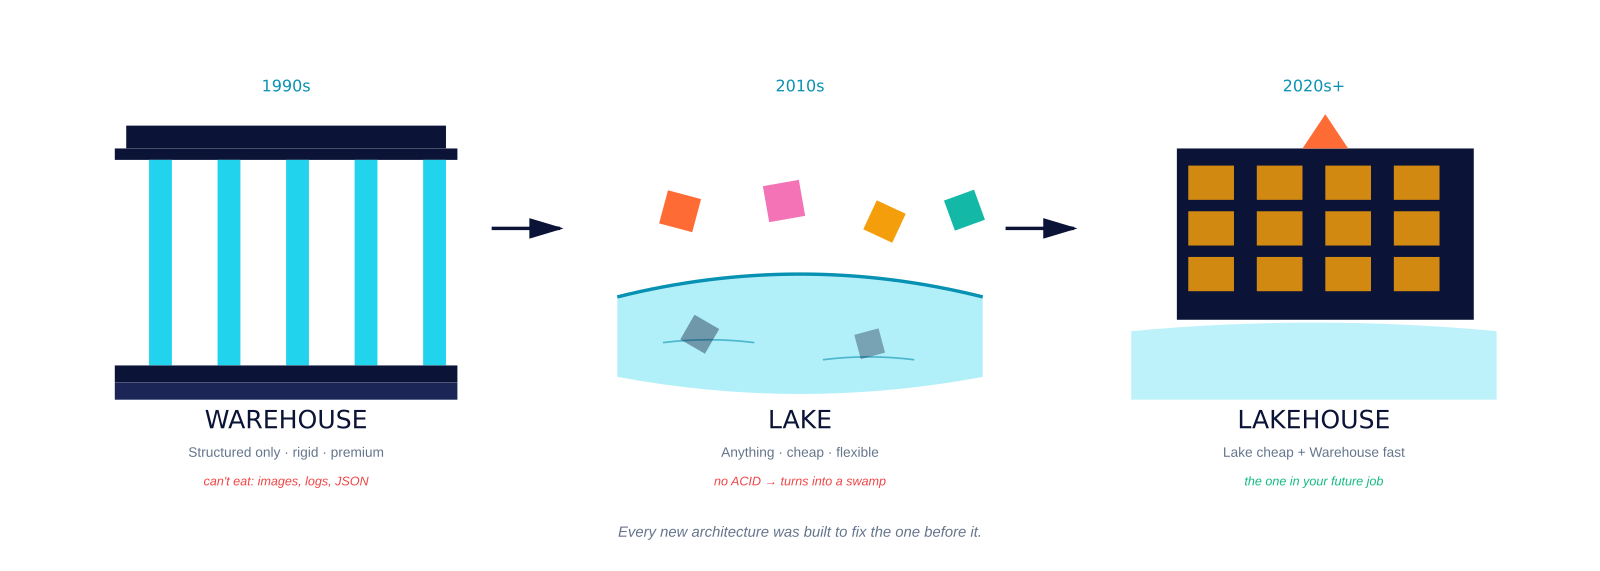 1990s
2010s
2020s+
WAREHOUSE
LAKE
LAKEHOUSE
Structured only · rigid · premium
Anything · cheap · flexible
Lake cheap + Warehouse fast
can't eat: images, logs, JSON
no ACID → turns into a swamp
the one in your future job
Every new architecture was built to fix the one before it.